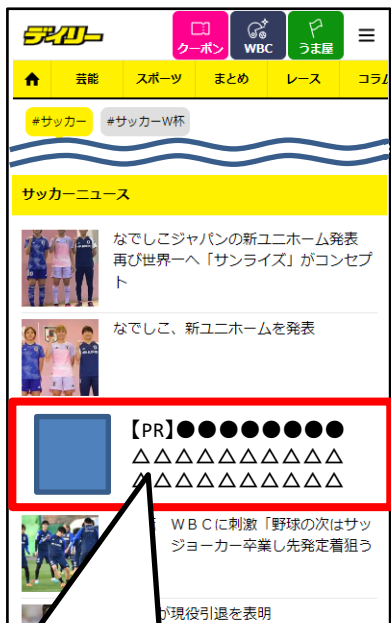 デイリー
クーポン
WBC
うま屋
芸能 スポーツ まとめ レース コラム
#サッカー #サッカーW杯
サッカーニュース
なでしこジャパンの新ユニホーム発表
再び世界一へ「サンライズ」がコンセプ
ト
なでしこ、新ユニホームを発表
【PR】●●●●●●●●
△△△△△△△△△△
△△△△△△△△△
ＷＢＣに刺激「野球の次はサッ
ジョーカー卒業し先発定着狙う
が現役引退を表明